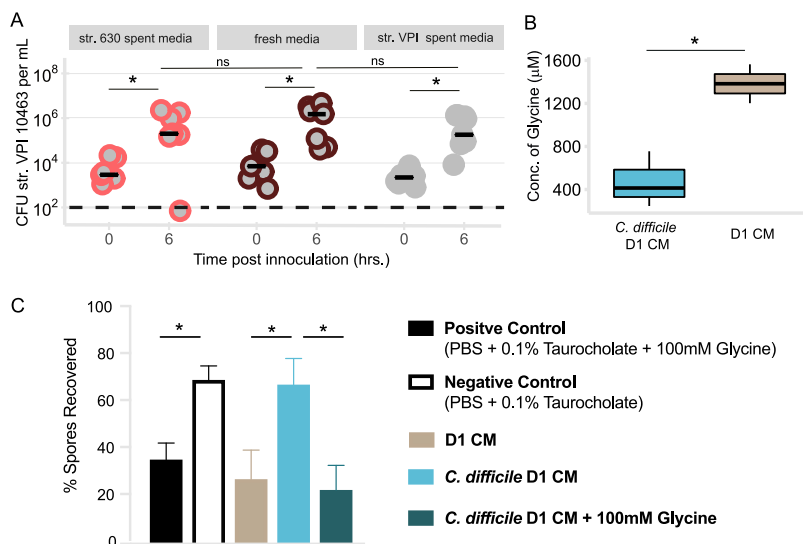 A
str. 630 spent media
fresh media
str. VPI spent media
ns
ns
*
*
*
CFU str. VPI 10463 per mL
10^8
10^6
10^4
10^2
0
6
0
6
0
6
Time post innoculation (hrs.)
B
*
Conc. of Glycine (µM)
1600
1200
400
C. difficile
D1 CM
D1 CM
C
% Spores Recovered
100
80
60
40
20
0
*
*
*
Positve Control
(PBS + 0.1% Taurocholate + 100mM Glycine)
Negative Control
(PBS + 0.1% Taurocholate)
D1 CM
C. difficile D1 CM
C. difficile D1 CM + 100mM Glycine